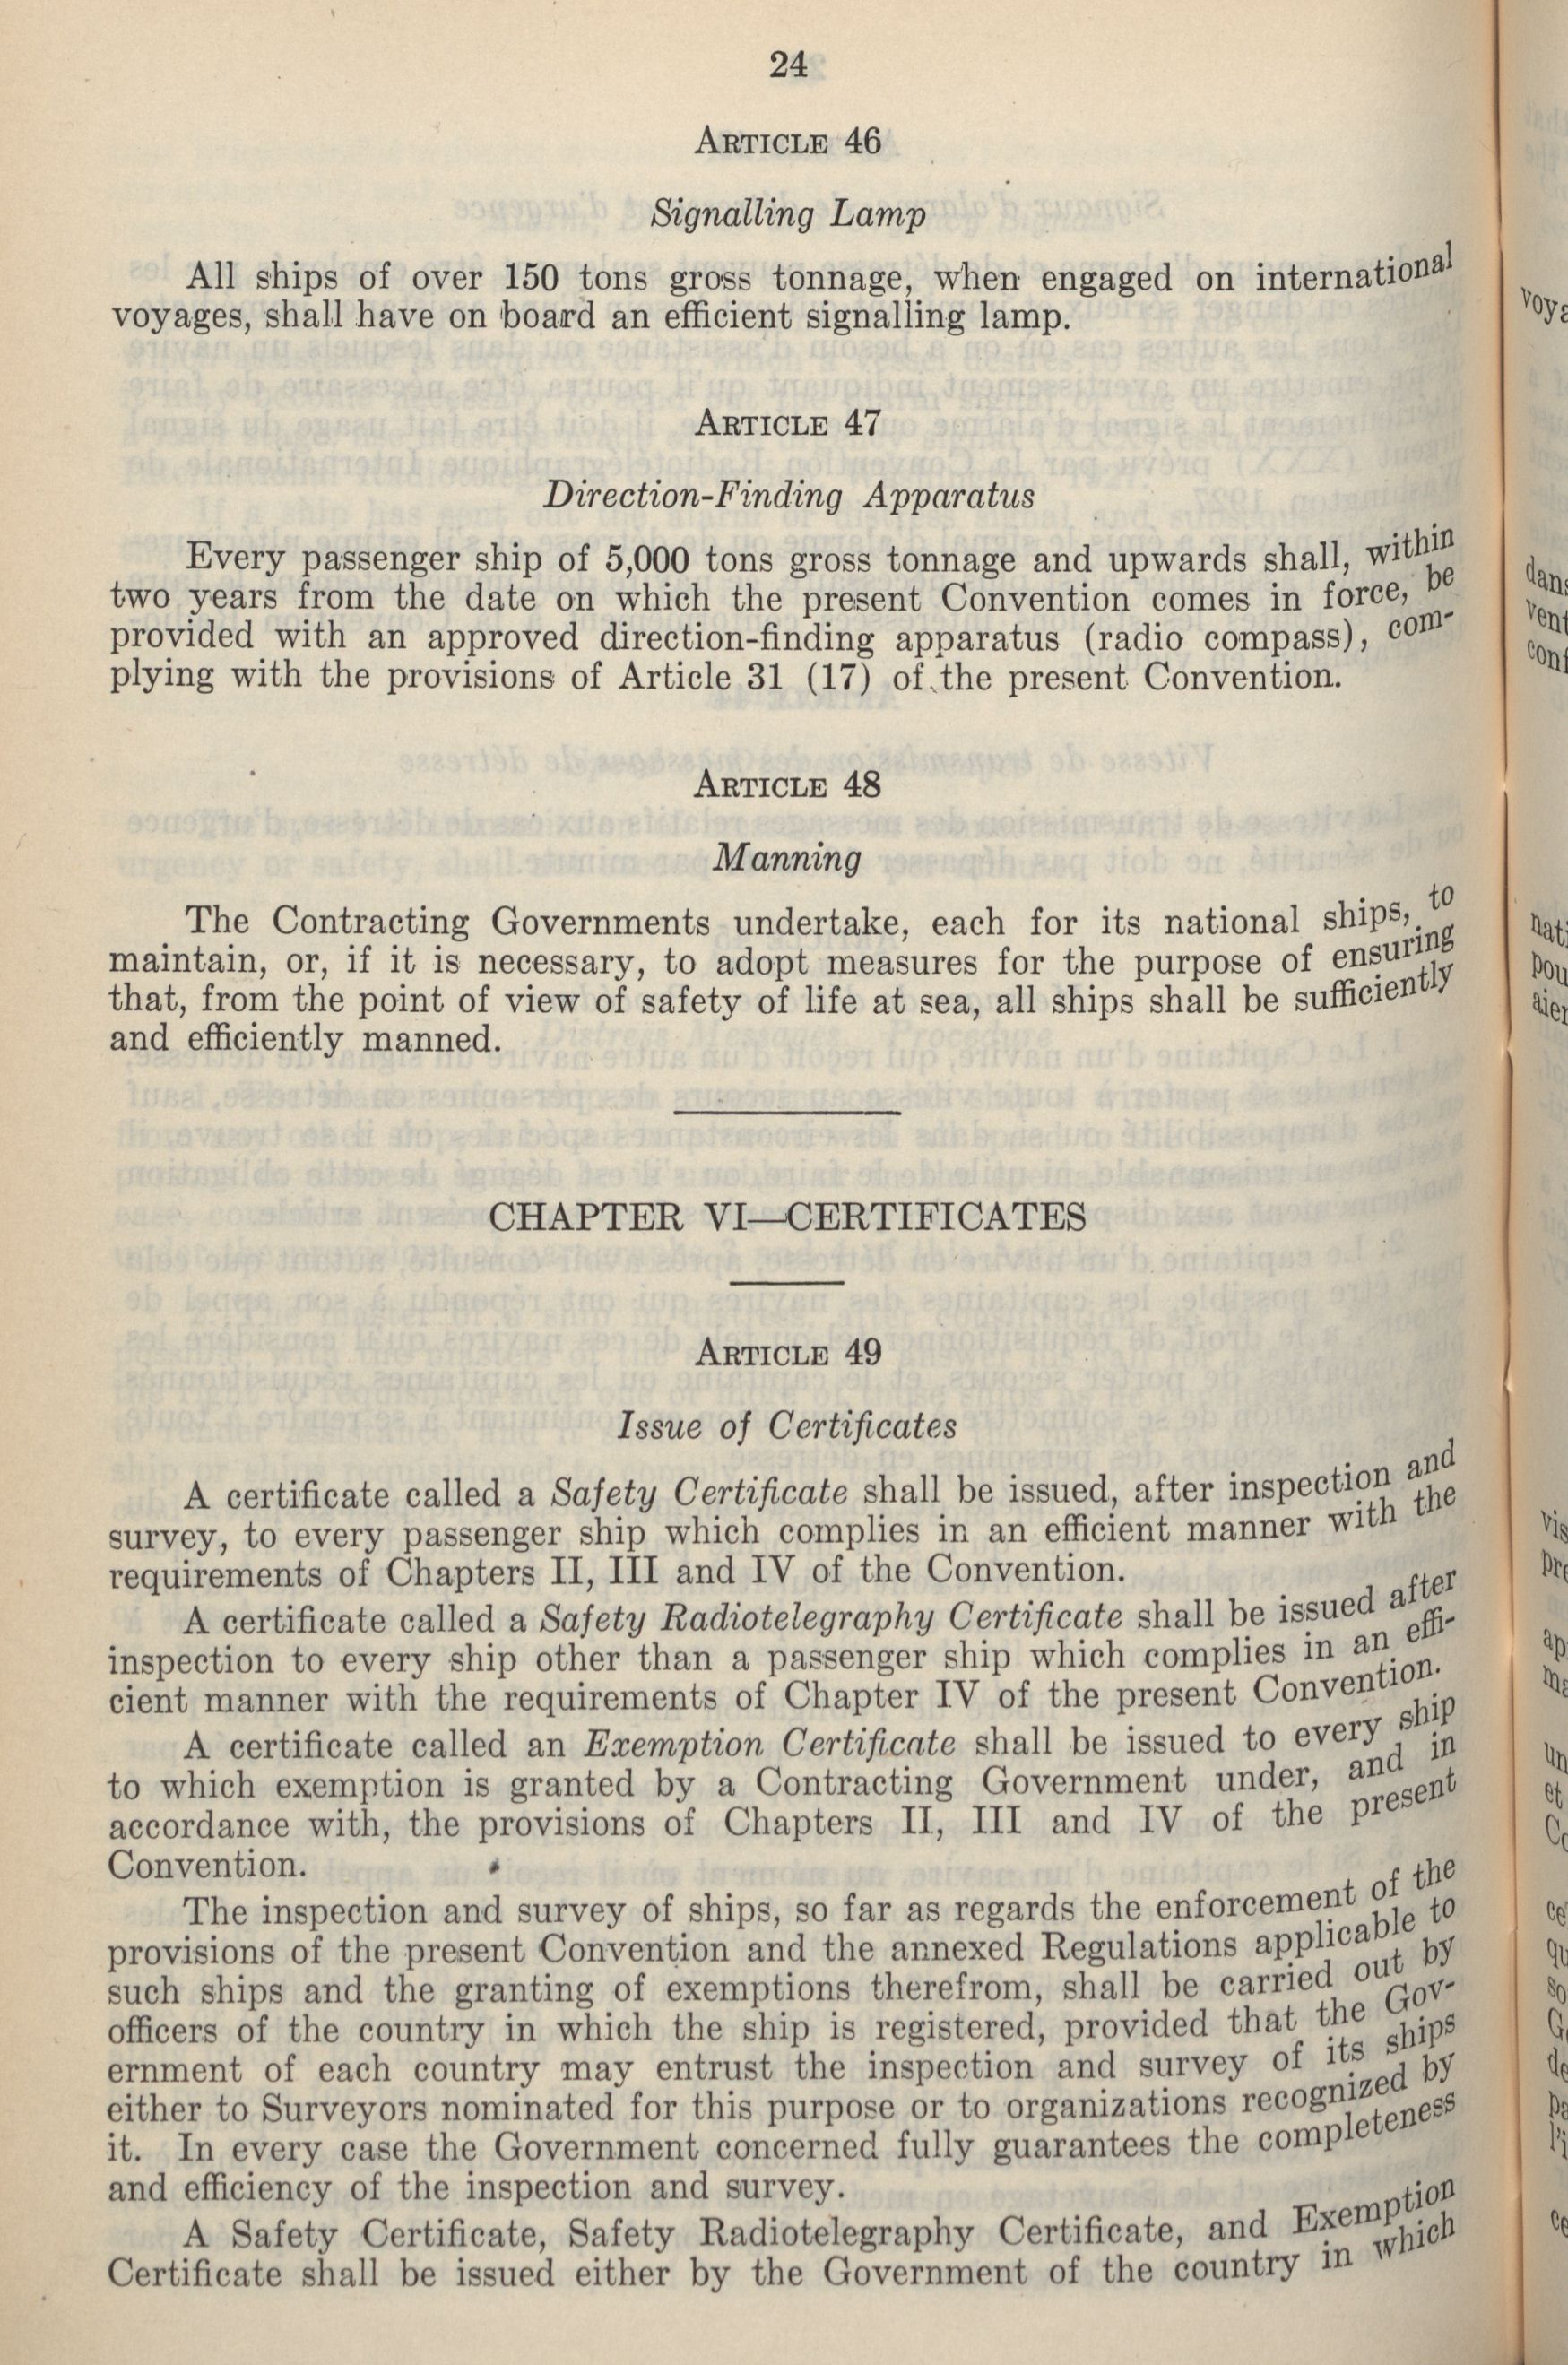 24
ARTICLE 46
Signalling Lamp
All ships of over 150 tons gross tonnage, when engaged on international
voyages, shall have on board an efficient signalling lamp.
ARTICLE 47
Direction-Finding Apparatus
Every passenger ship of 5,000 tons gross tonnage and upwards shall, within
two years from the date on which the present Convention comes in force, be
provided with an approved direction-finding apparatus (radio compass), com-
plying with the provisions of Article 31 (17) of the present Convention.
ARTICLE 48
Manning
The Contracting Governments undertake, each for its national ships, to
maintain, or, if it is necessary, to adopt measures for the purpose of ensuring
that, from the point of view of safety of life at sea, all ships shall be sufficiently
and efficiently manned.
CHAPTER VI—CERTIFICATES
ARTICLE 49
Issue of Certificates
A certificate called a Safety Certificate shall be issued, after inspection and
survey, to every passenger ship which complies in an efficient manner with the
requirements of Chapters II, III and IV of the Convention.
A certificate called a Safety Radiotelegraphy Certificate shall be issued after
inspection to every ship other than a passenger ship which complies in an effi-
cient manner with the requirements of Chapter IV of the present Convention.
A certificate called an Exemption Certificate shall be issued to every ship
to which exemption is granted by a Contracting Government under, and in
accordance with, the provisions of Chapters II, III and IV of the present
Convention.
The inspection and survey of ships, so far as regards the enforcement of the
provisions of the present Convention and the annexed Regulations applicable to
such ships and the granting of exemptions therefrom, shall be carried out by
officers of the country in which the ship is registered, provided that the Gov-
ernment of each country may entrust the inspection and survey of its ships
either to Surveyors nominated for this purpose or to organizations recognized by
it. In every case the Government concerned fully guarantees the completeness
and efficiency of the inspection and survey.
A Safety Certificate, Safety Radiotelegraphy Certificate, and Exemption
Certificate shall be issued either by the Government of the country in which